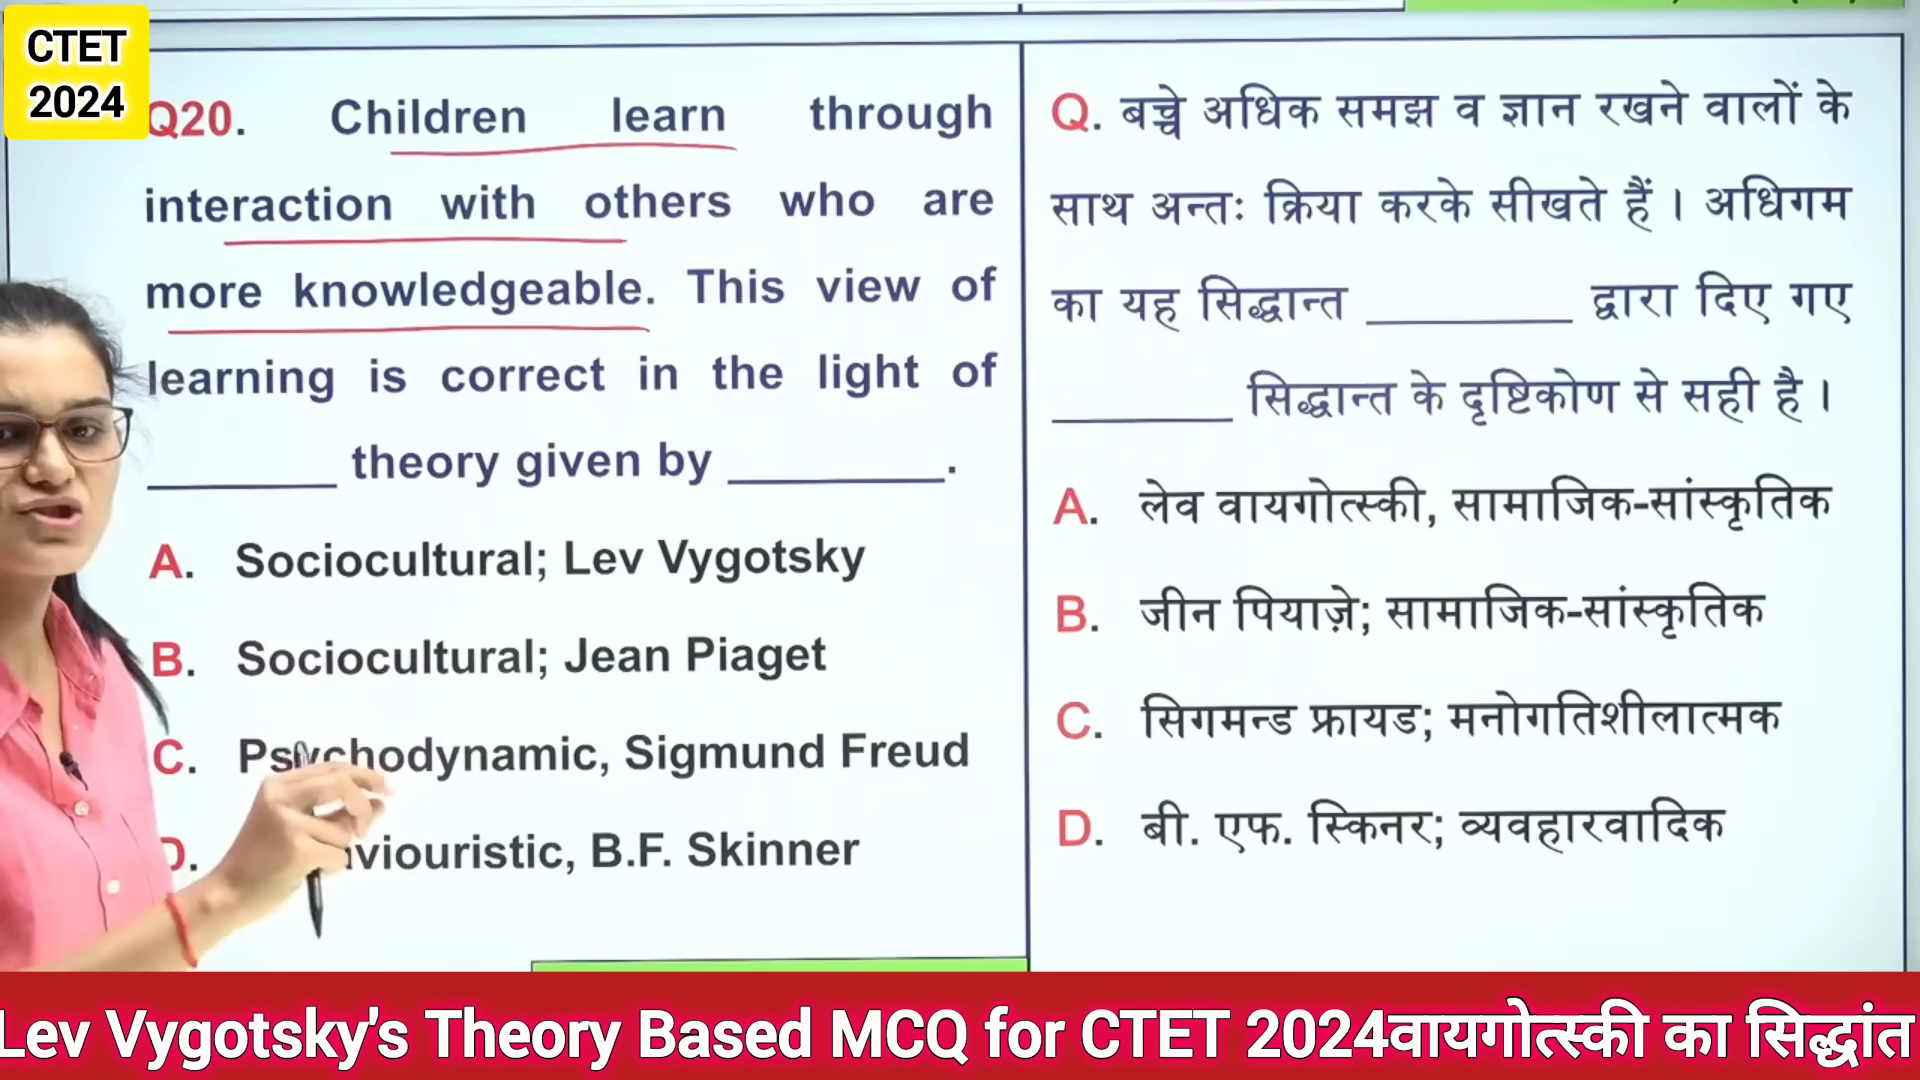 CTET
2024
Q20. Children learn through
interaction with others who are
more knowledgeable. This view of
learning is correct in the light of
________ theory given by _________.
A. Sociocultural; Lev Vygotsky
B. Sociocultural; Jean Piaget
C. Psychodynamic, Sigmund Freud
D. viouristic, B.F. Skinner
Q. बच्चे अधिक समझ व ज्ञान रखने वालों के
साथ अन्तः क्रिया करके सीखते हैं । अधिगम
का यह सिद्धान्त _________ द्वारा दिए गए
________ सिद्धान्त के दृष्टिकोण से सही है ।
A. लेव वायगोत्स्की, सामाजिक-सांस्कृतिक
B. जीन पियाज़े; सामाजिक-सांस्कृतिक
C. सिगमन्ड फ्रायड; मनोगतिशीलात्मक
D. बी. एफ. स्किनर; व्यवहारवादिक
Lev Vygotsky's Theory Based MCQ for CTET 2024वायगोत्स्की का सिद्धांत